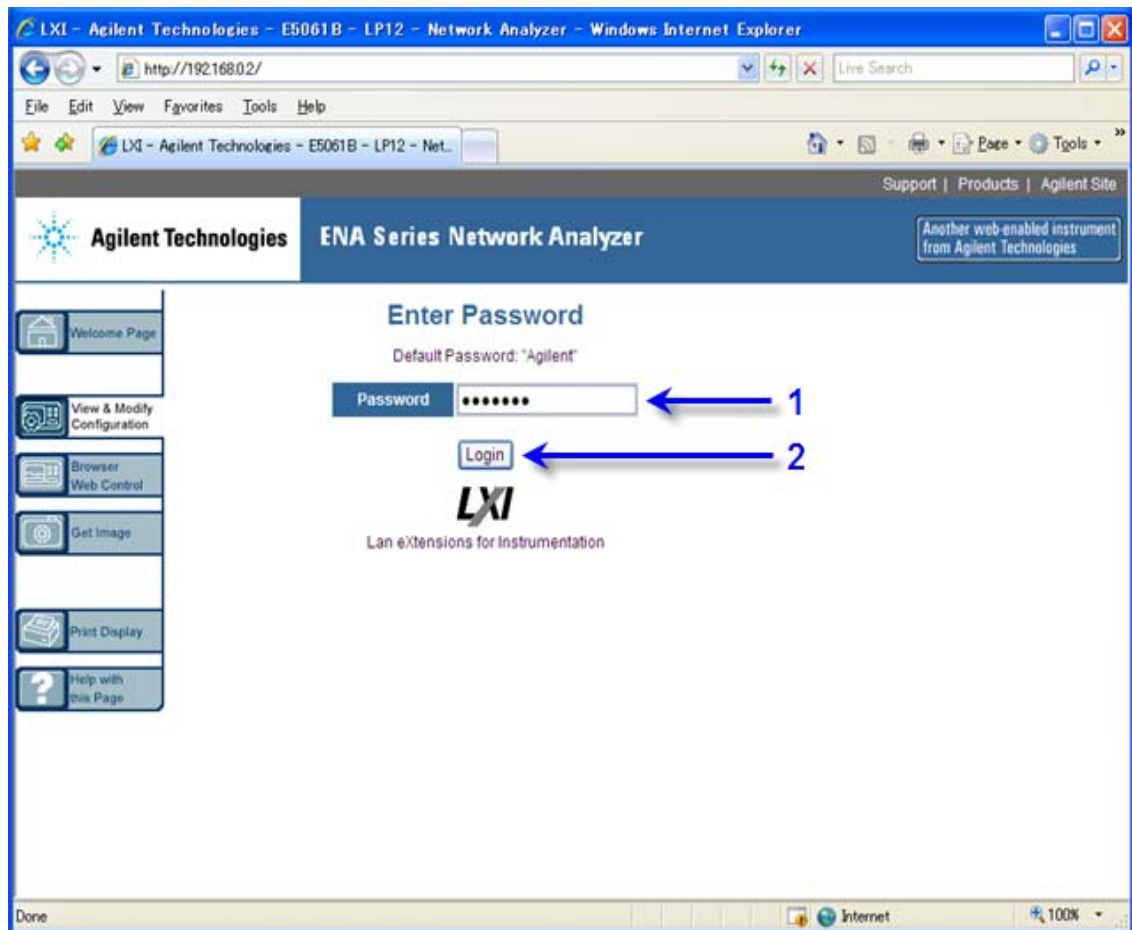 LXI - Agilent Technologies - E5061B - LP12 - Network Analyzer - Windows Internet Explorer
http://192.168.0.2/
Live Search
File Edit View Favorites Tools Help
LXI - Agilent Technologies - E5061B - LP12 - Net...
Page Tools
Support | Products | Agilent Site
Agilent Technologies
ENA Series Network Analyzer
Another web-enabled instrument
from Agilent Technologies
Welcome Page
View & Modify
Configuration
Browser
Web Control
Get Image
Print Display
Help with
this Page
Enter Password
Default Password: "Agilent"
Password
•••••••
1
Login
2
LXI
Lan eXtensions for Instrumentation
Done
Internet
100%